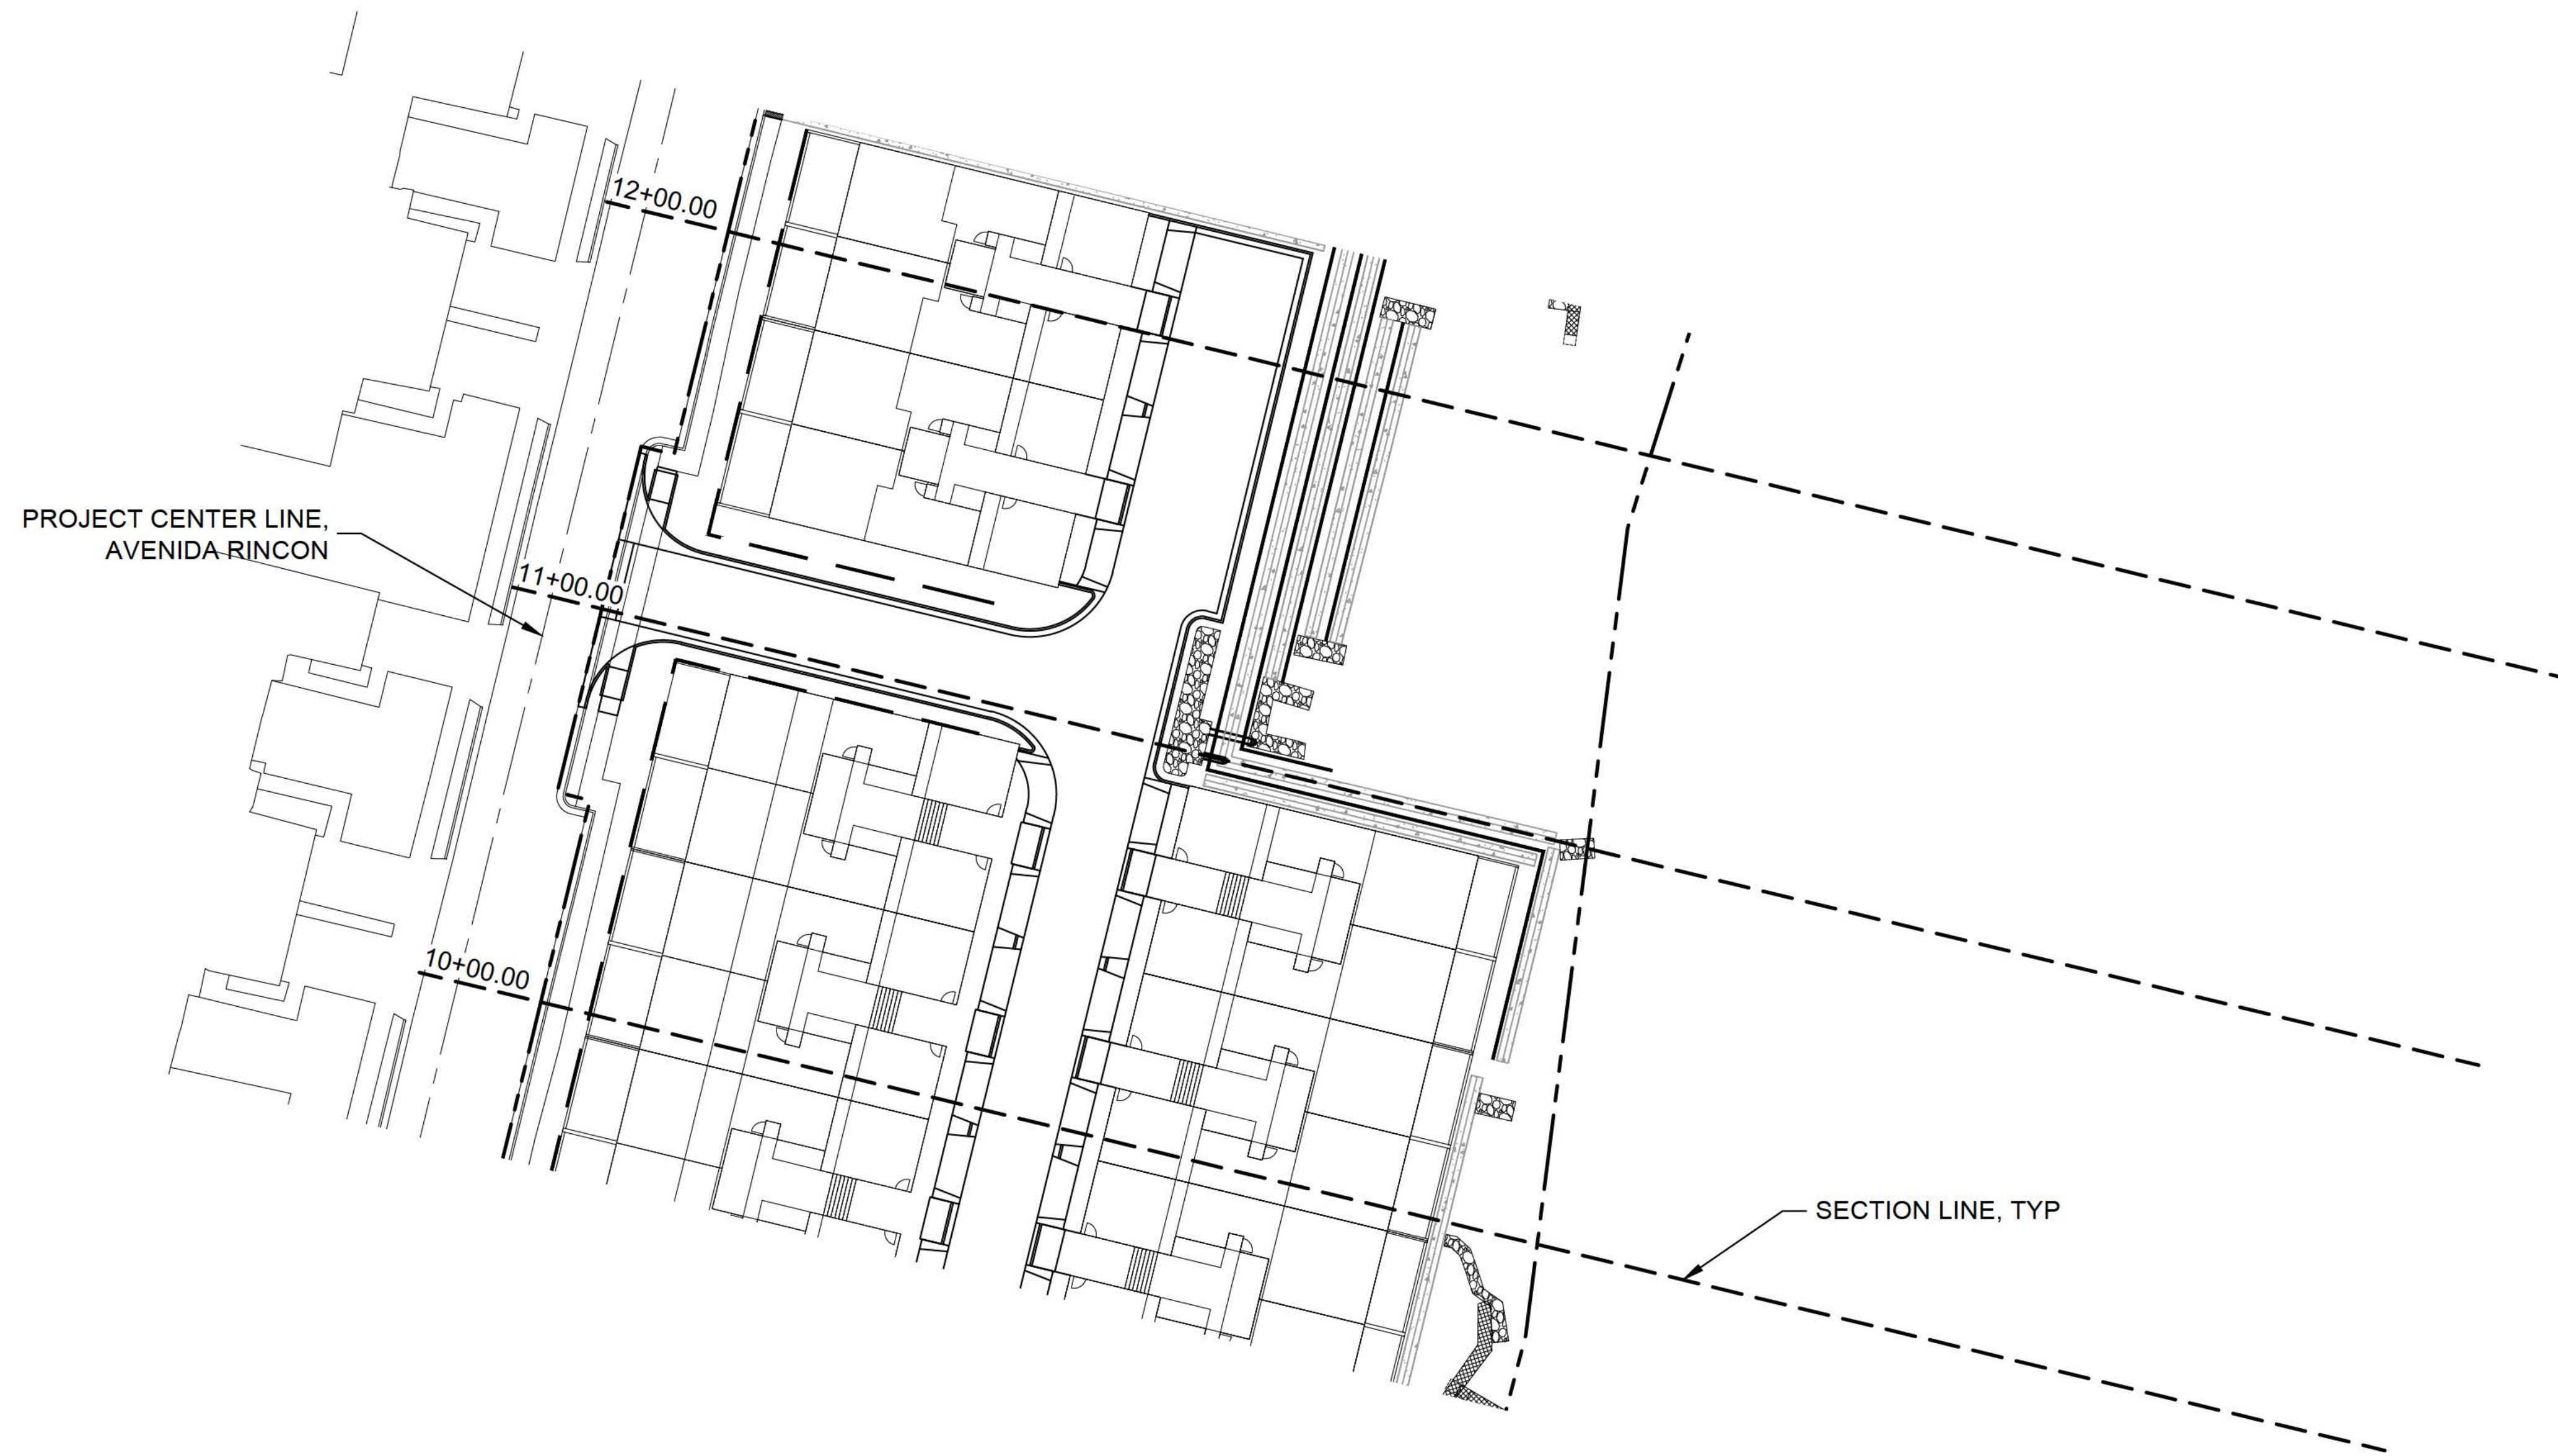 12+00.00
PROJECT CENTER LINE,
AVENIDA RINCON
11+00.00
10+00.00
SECTION LINE, TYP